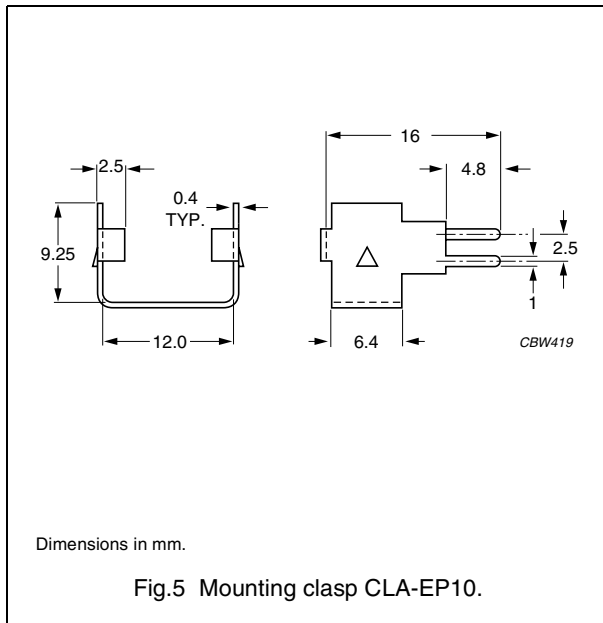 16
2.5
4.8
0.4
TYP.
9.25
2.5
1
12.0
6.4
CBW419
Dimensions in mm.
Fig.5 Mounting clasp CLA-EP10.